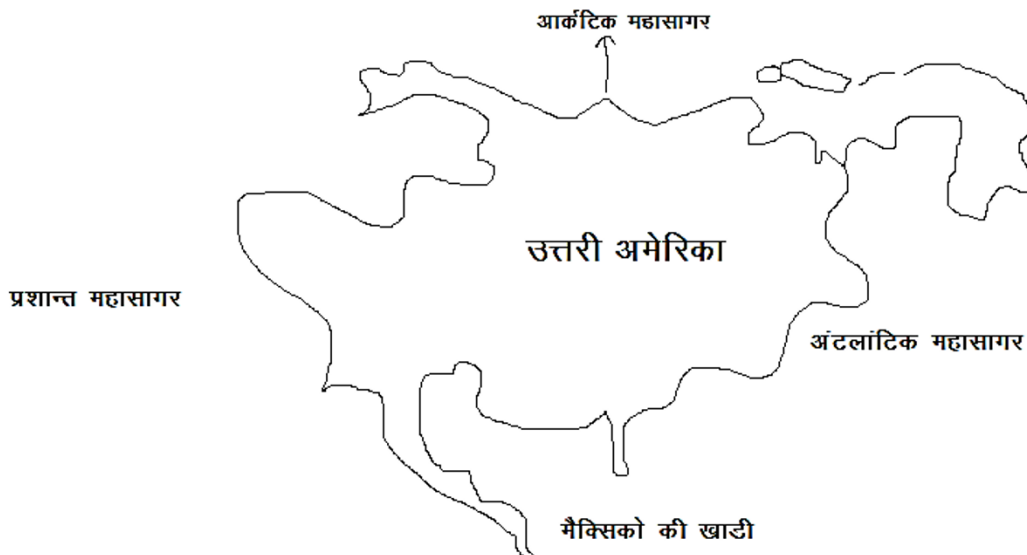 आर्कटिक महासागर
उत्तरी अमेरिका
प्रशान्त महासागर
अंटलांटिक महासागर
मैक्सिको की खाडी